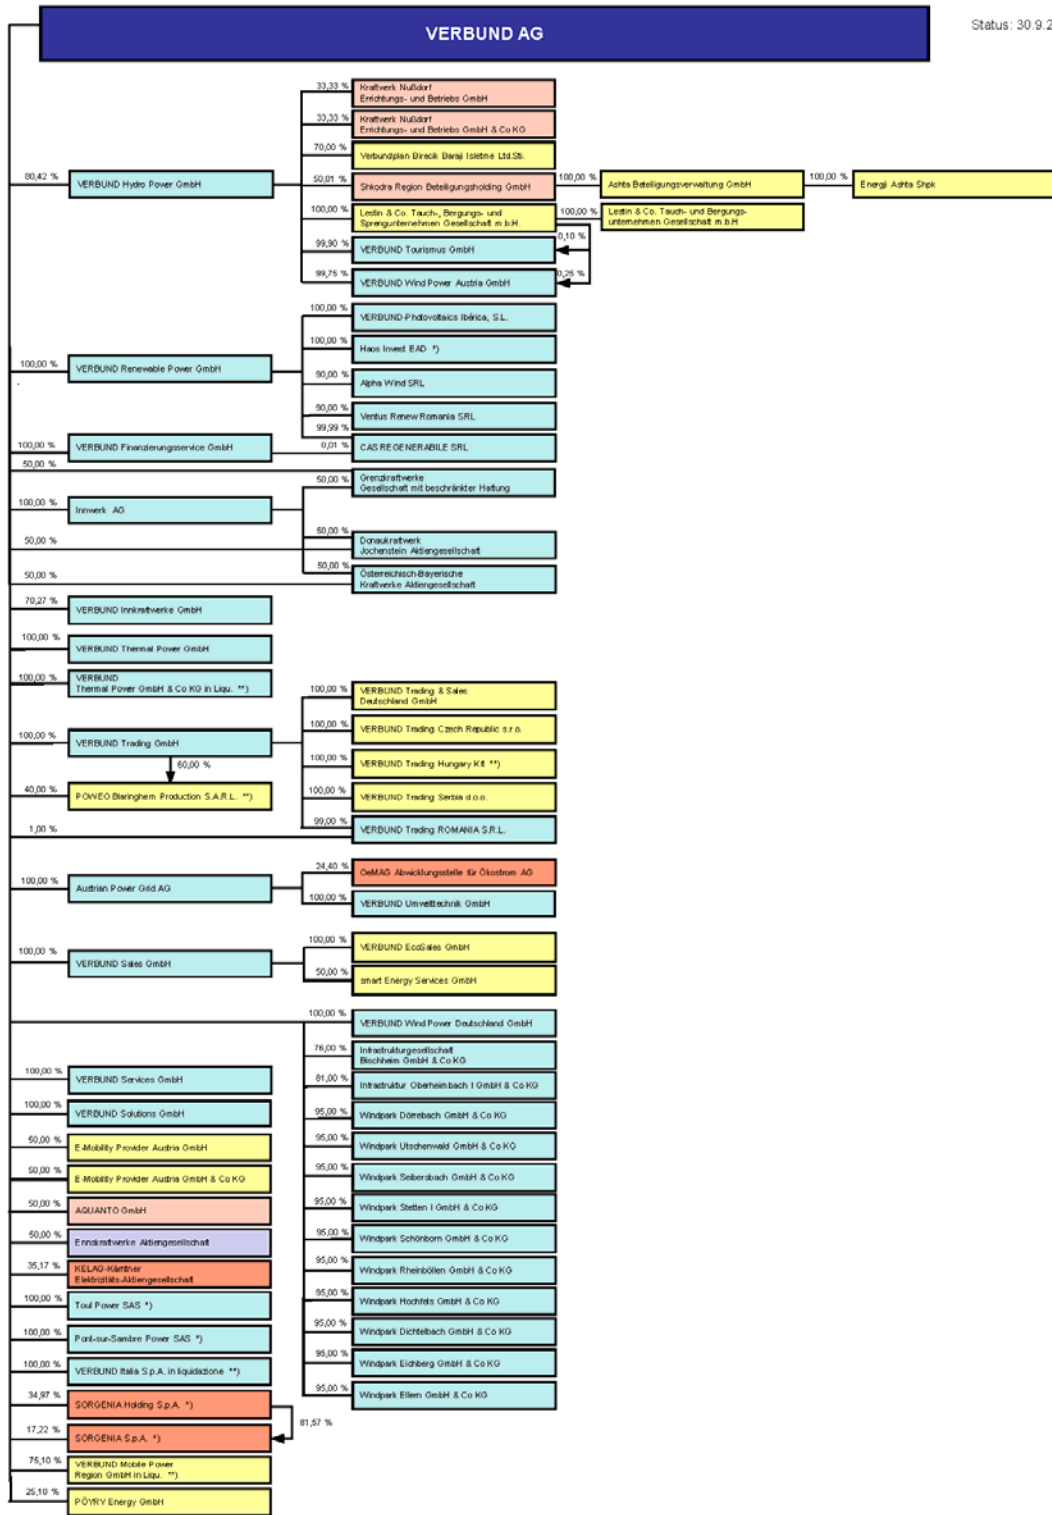 VERBUND AG
Status: 30.9.2
33,33 %
Kraftwerk Nußdorf
Errichtungs- und Betriebs GmbH
33,33 %
Kraftwerk Nußdorf
Errichtungs- und Betriebs GmbH & Co KG
70,00 %
Verbundplan Birecik Baraji Isletme Ltd.Sti.
80,42 %
VERBUND Hydro Power GmbH
50,01 %
Shkodra Region Beteiligungsholding GmbH
100,00 %
Ashta Beteiligungsverwaltung GmbH
100,00 %
Energji Ashta Shpk
100,00 %
Lestin & Co. Tauch-, Bergungs- und
Sprengunternehmen Gesellschaft m.b.H.
100,00 %
Lestin & Co. Tauch- und Bergungs-
unternehmen Gesellschaft m.b.H
0,10 %
99,90 %
VERBUND Tourismus GmbH
0,25 %
99,75 %
VERBUND Wind Power Austria GmbH
100,00 %
VERBUND-Photovoltaics Ibérica, S.L.
100,00 %
Haos Invest EAD *)
100,00 %
VERBUND Renewable Power GmbH
90,00 %
Alpha Wind SRL
90,00 %
Ventus Renew Romania SRL
99,99 %
100,00 %
VERBUND Finanzierungsservice GmbH
0,01 %
CAS REGENERABILE SRL
50,00 %
50,00 %
Grenzkraftwerke
Gesellschaft mit beschränkter Haftung
100,00 %
Innwerk AG
50,00 %
50,00 %
Donaukraftwerk
Jochenstein Aktiengesellschaft
50,00 %
50,00 %
Österreichisch-Bayerische
Kraftwerke Aktiengesellschaft
70,27 %
VERBUND Innkraftwerke GmbH
100,00 %
VERBUND Thermal Power GmbH
100,00 %
VERBUND
Thermal Power GmbH & Co KG in Liqu. **)
100,00 %
VERBUND Trading & Sales
Deutschland GmbH
100,00 %
VERBUND Trading Czech Republic s.r.o.
100,00 %
VERBUND Trading GmbH
60,00 %
100,00 %
VERBUND Trading Hungary Kft **)
40,00 %
POWEO Blaringhem Production S.A.R.L. **)
100,00 %
VERBUND Trading Serbia d.o.o.
1,00 %
99,00 %
VERBUND Trading ROMANIA S.R.L.
24,40 %
OeMAG Abwicklungsstelle für Ökostrom AG
100,00 %
Austrian Power Grid AG
100,00 %
VERBUND Umwelttechnik GmbH
100,00 %
VERBUND EcoSales GmbH
100,00 %
VERBUND Sales GmbH
50,00 %
smart Energy Services GmbH
100,00 %
VERBUND Wind Power Deutschland GmbH
76,00 %
Infrastrukturgesellschaft
Bischheim GmbH & Co KG
100,00 %
VERBUND Services GmbH
81,00 %
Infrastruktur Oberheimbach I GmbH & Co KG
100,00 %
VERBUND Solutions GmbH
95,00 %
Windpark Dörrebach GmbH & Co KG
50,00 %
E-Mobility Provider Austria GmbH
95,00 %
Windpark Utschenwald GmbH & Co KG
50,00 %
E-Mobility Provider Austria GmbH & Co KG
95,00 %
Windpark Seibersbach GmbH & Co KG
50,00 %
AQUANTO GmbH
95,00 %
Windpark Stetten I GmbH & Co KG
50,00 %
Ennskraftwerke Aktiengesellschaft
95,00 %
Windpark Schönborn GmbH & Co KG
35,17 %
KELAG-Kärntner
Elektrizitäts-Aktiengesellschaft
95,00 %
Windpark Rheinböllen GmbH & Co KG
100,00 %
Toul Power SAS *)
95,00 %
Windpark Hochfels GmbH & Co KG
100,00 %
Pont-sur-Sambre Power SAS *)
95,00 %
Windpark Dichtelbach GmbH & Co KG
100,00 %
VERBUND Italia S.p.A. in liquidazione **)
95,00 %
Windpark Eichberg GmbH & Co KG
34,97 %
SORGENIA Holding S.p.A. *)
95,00 %
Windpark Ellern GmbH & Co KG
81,57 %
17,22 %
SORGENIA S.p.A. *)
75,10 %
VERBUND Mobile Power
Region GmbH in Liqu. **)
25,10 %
PÖYRY Energy GmbH